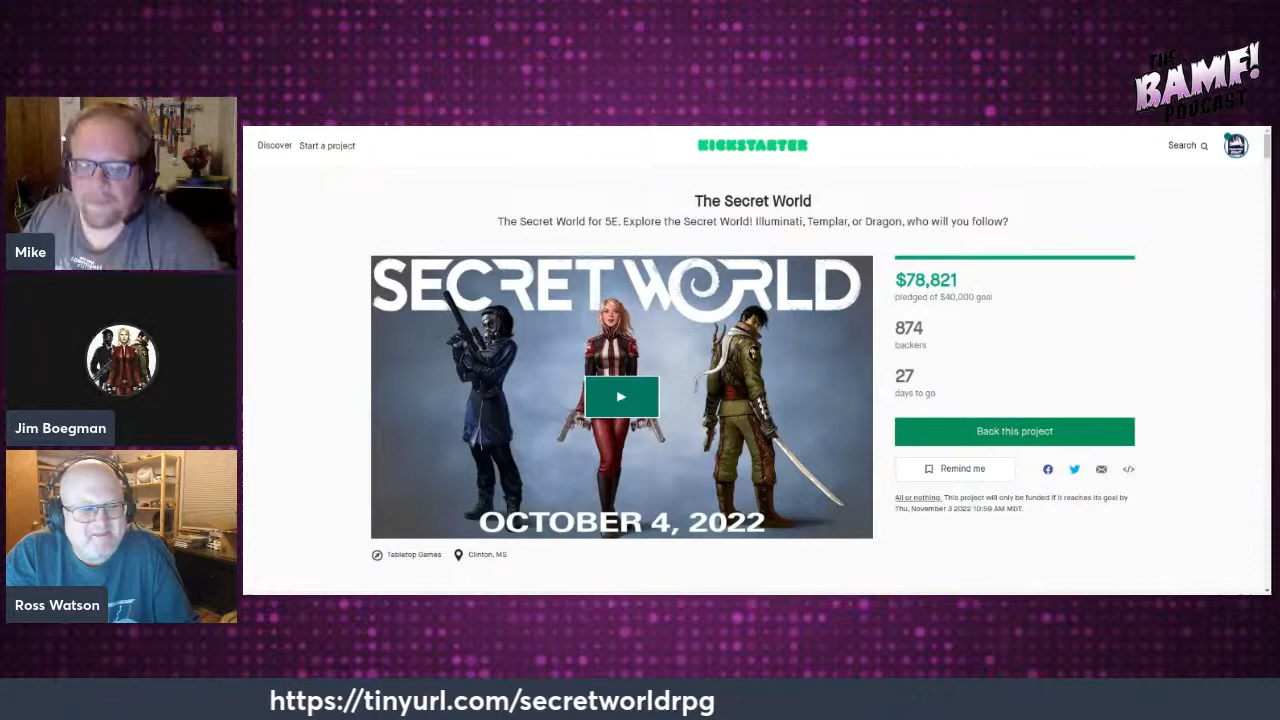 THE
BAMF!
PODCAST
Mike
Jim Boegman
Ross Watson
Discover Start a project
KICKSTARTER
Search
The Secret World
The Secret World for 5E. Explore the Secret World! Illuminati, Templar, or Dragon, who will you follow?
SECRET WORLD
OCTOBER 4, 2022
Tabletop Games Clinton, MS
$78,821
pledged of $40,000 goal
874
backers
27
days to go
Back this project
Remind me
</>
All or nothing. This project will only be funded if it reaches its goal by
Thu, November 3 2022 10:59 AM MDT.
https://tinyurl.com/secretworldrpg